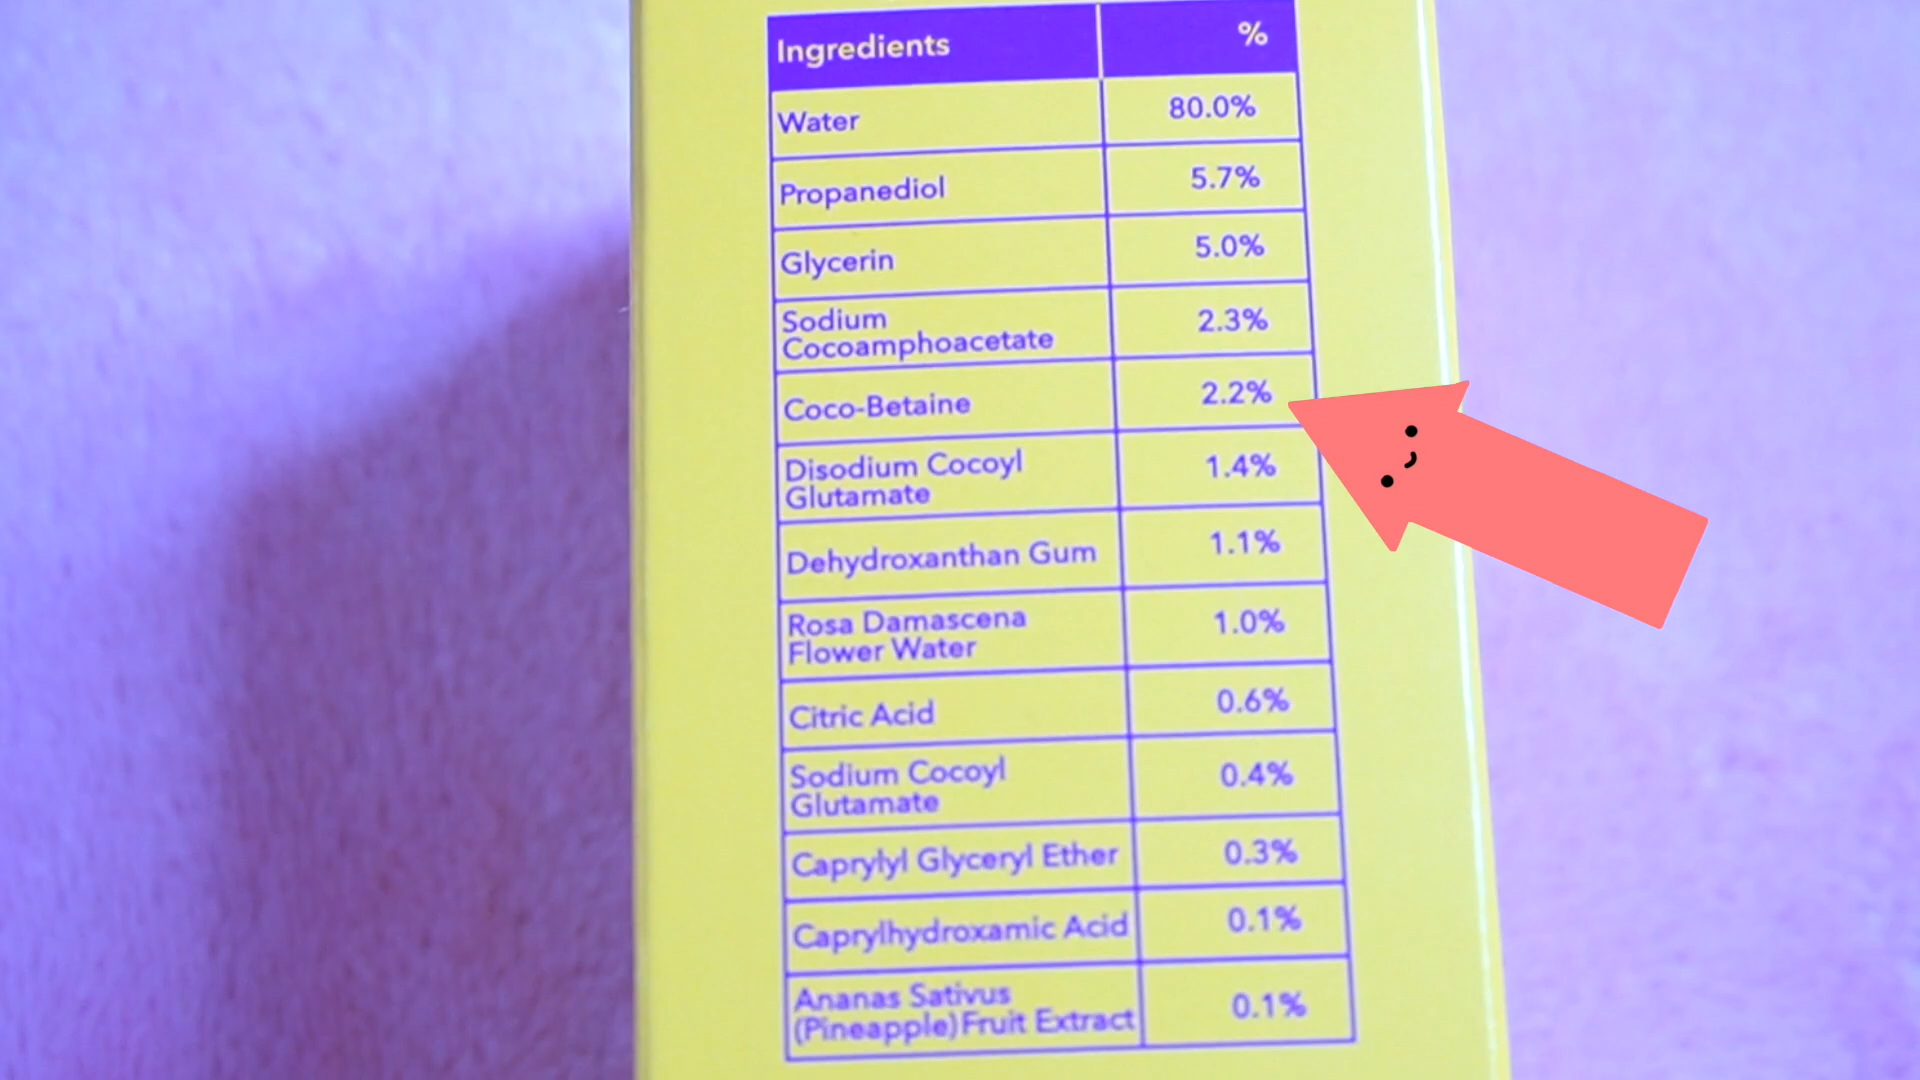 Ingredients %
Water 80.0%
Propanediol 5.7%
Glycerin 5.0%
Sodium
Cocoamphoacetate 2.3%
Coco-Betaine 2.2%
Disodium Cocoyl
Glutamate 1.4%
Dehydroxanthan Gum 1.1%
Rosa Damascena
Flower Water 1.0%
Citric Acid 0.6%
Sodium Cocoyl
Glutamate 0.4%
Caprylyl Glyceryl Ether 0.3%
Caprylhydroxamic Acid 0.1%
Ananas Sativus
(Pineapple) Fruit Extract 0.1%